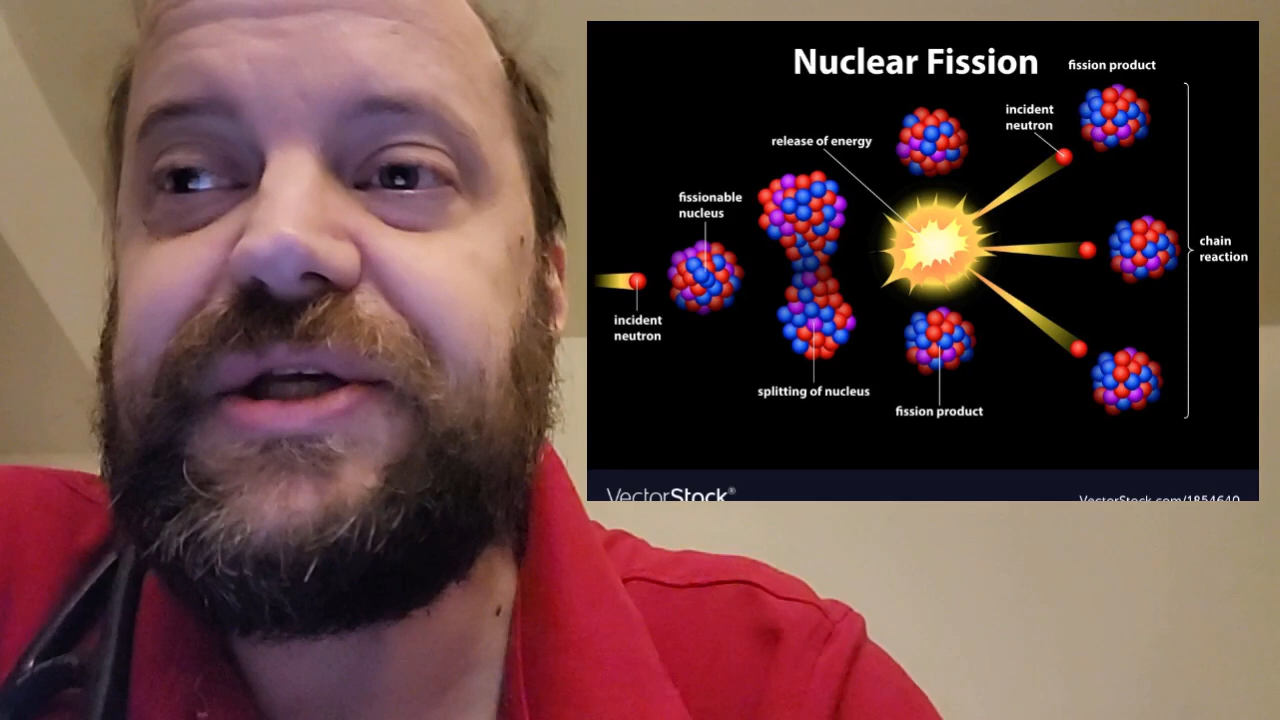 Nuclear Fission
fission product
incident
neutron
release of energy
fissionable
nucleus
chain
reaction
incident
neutron
splitting of nucleus
fission product
VectorStock®
VectorStock.com/1854640